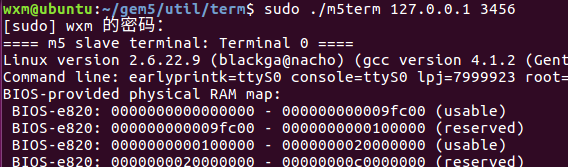 wxm@ubuntu:~/gem5/util/term$ sudo ./m5term 127.0.0.1 3456
[sudo] wxm 的密码：
==== m5 slave terminal: Terminal 0 ====
Linux version 2.6.22.9 (blackga@nacho) (gcc version 4.1.2 (Gent
Command line: earlyprintk=ttyS0 console=ttyS0 lpj=7999923 root=
BIOS-provided physical RAM map:
 BIOS-e820: 0000000000000000 - 000000000009fc00 (usable)
 BIOS-e820: 000000000009fc00 - 0000000000100000 (reserved)
 BIOS-e820: 0000000000100000 - 0000000020000000 (usable)
 BIOS-e820: 0000000020000000 - 00000000c0000000 (reserved)